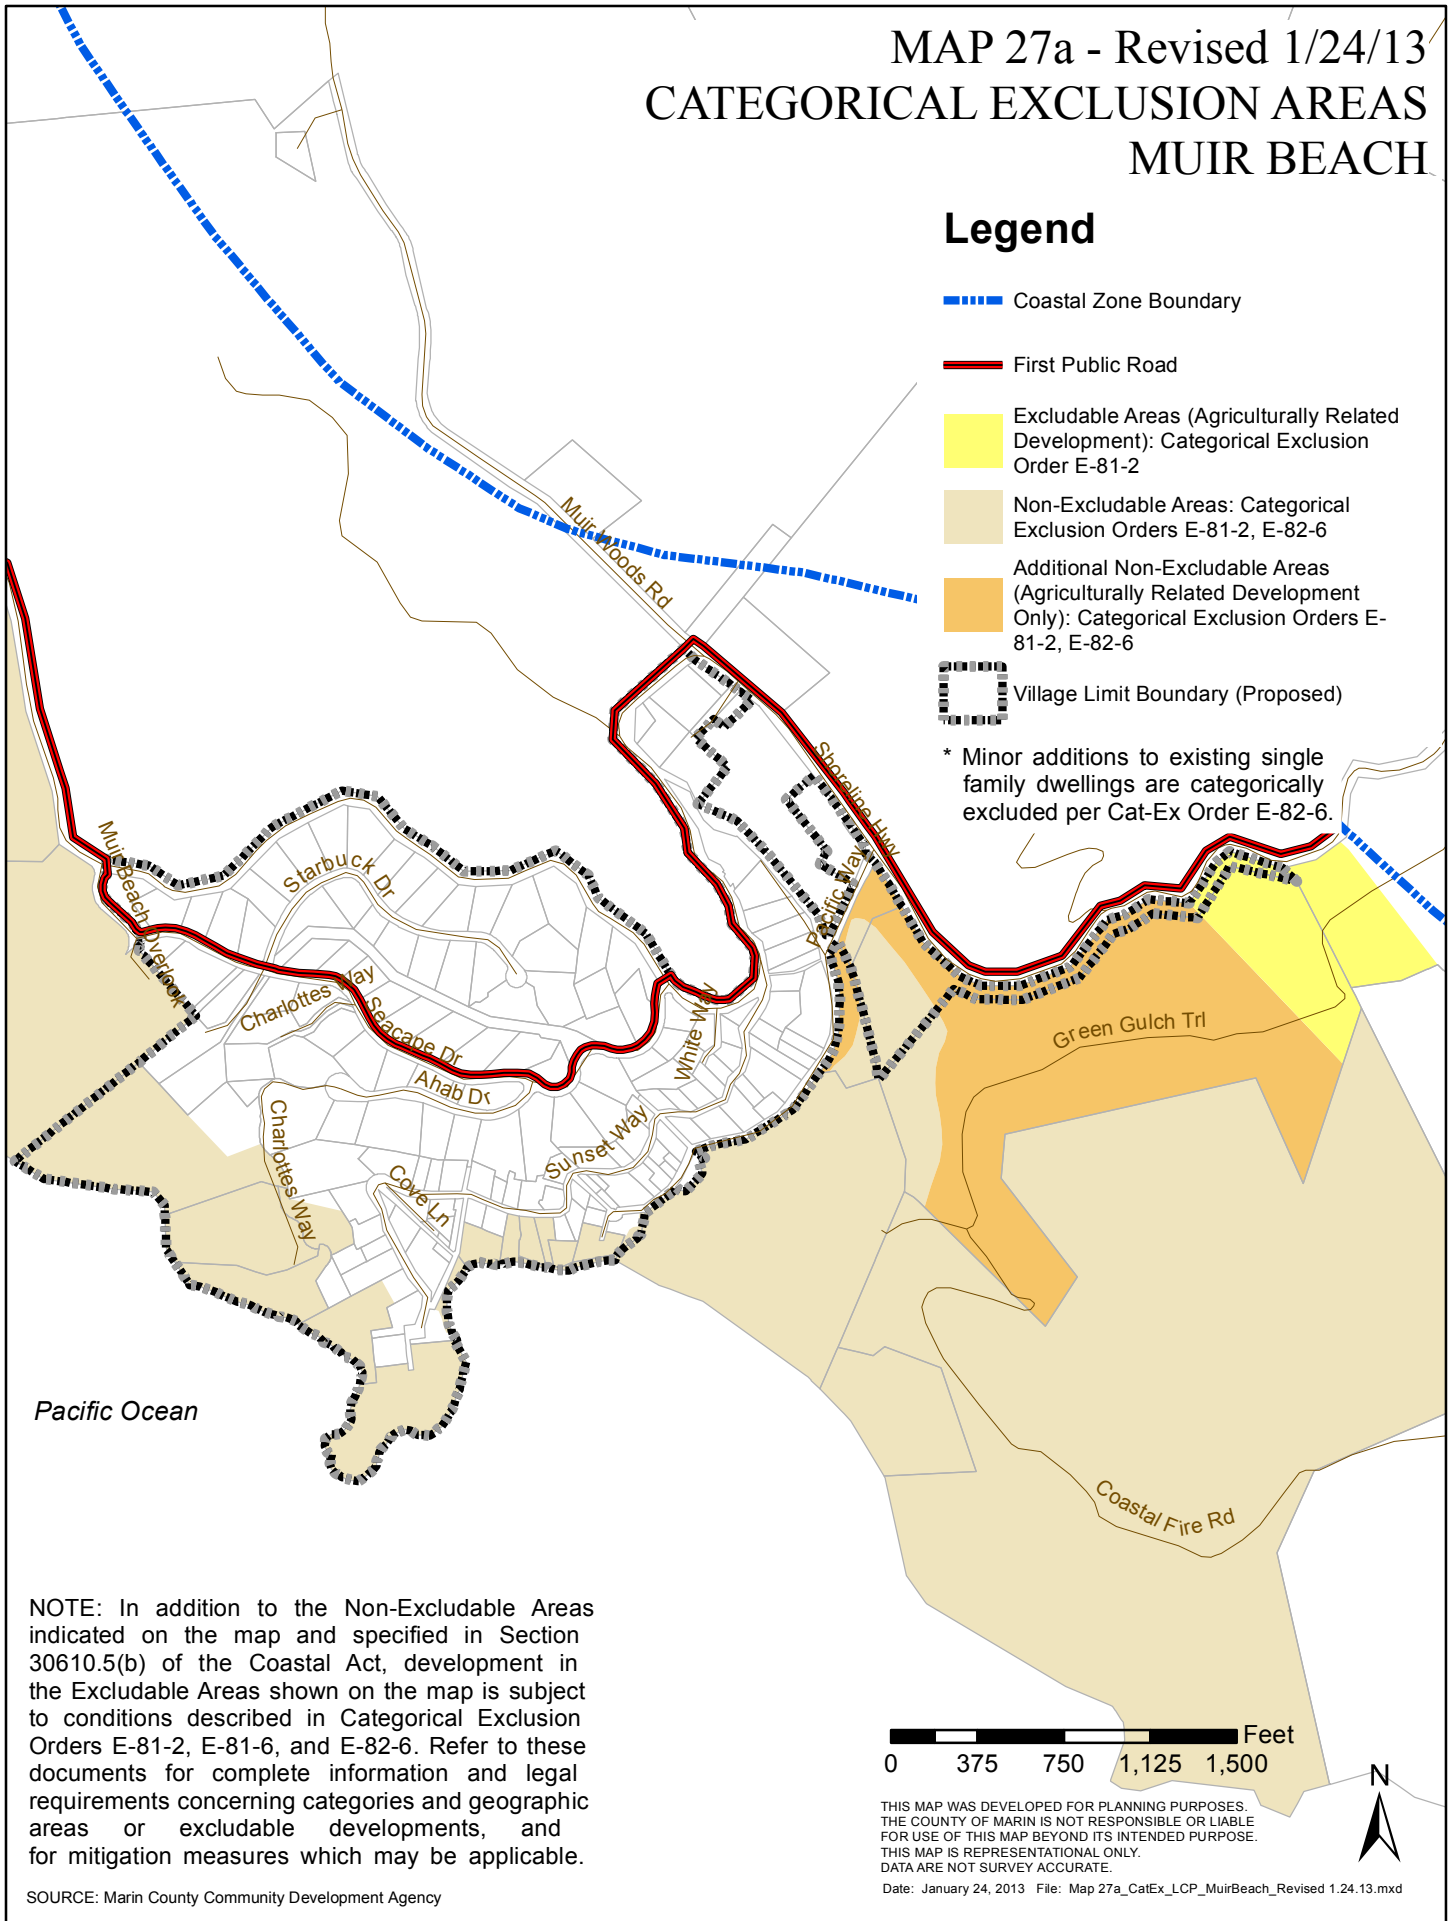 MAP 27a - Revised 1/24/13
CATEGORICAL EXCLUSION AREAS
MUIR BEACH
Legend
Coastal Zone Boundary
First Public Road
Excludable Areas (Agriculturally Related
Development): Categorical Exclusion
Order E-81-2
Non-Excludable Areas: Categorical
Exclusion Orders E-81-2, E-82-6
Additional Non-Excludable Areas
(Agriculturally Related Development
Only): Categorical Exclusion Orders E-
81-2, E-82-6
Village Limit Boundary (Proposed)
* Minor additions to existing single
family dwellings are categorically
excluded per Cat-Ex Order E-82-6.
Muir Woods Rd
Shoreline Hwy
Pacific Way
Muir Beach Overlook
Starbuck Dr
Charlottes Way
Seacape Dr
Ahab Dr
White Way
Sunset Way
Charlottes Way
Cove Ln
Green Gulch Trl
Coastal Fire Rd
Pacific Ocean
NOTE: In addition to the Non-Excludable Areas
indicated on the map and specified in Section
30610.5(b) of the Coastal Act, development in
the Excludable Areas shown on the map is subject
to conditions described in Categorical Exclusion
Orders E-81-2, E-81-6, and E-82-6. Refer to these
documents for complete information and legal
requirements concerning categories and geographic
areas or excludable developments, and
for mitigation measures which may be applicable.
SOURCE: Marin County Community Development Agency
Feet
0 375 750 1,125 1,500
N
THIS MAP WAS DEVELOPED FOR PLANNING PURPOSES.
THE COUNTY OF MARIN IS NOT RESPONSIBLE OR LIABLE
FOR USE OF THIS MAP BEYOND ITS INTENDED PURPOSE.
THIS MAP IS REPRESENTATIONAL ONLY.
DATA ARE NOT SURVEY ACCURATE.
Date: January 24, 2013 File: Map 27a_CatEx_LCP_MuirBeach_Revised 1.24.13.mxd